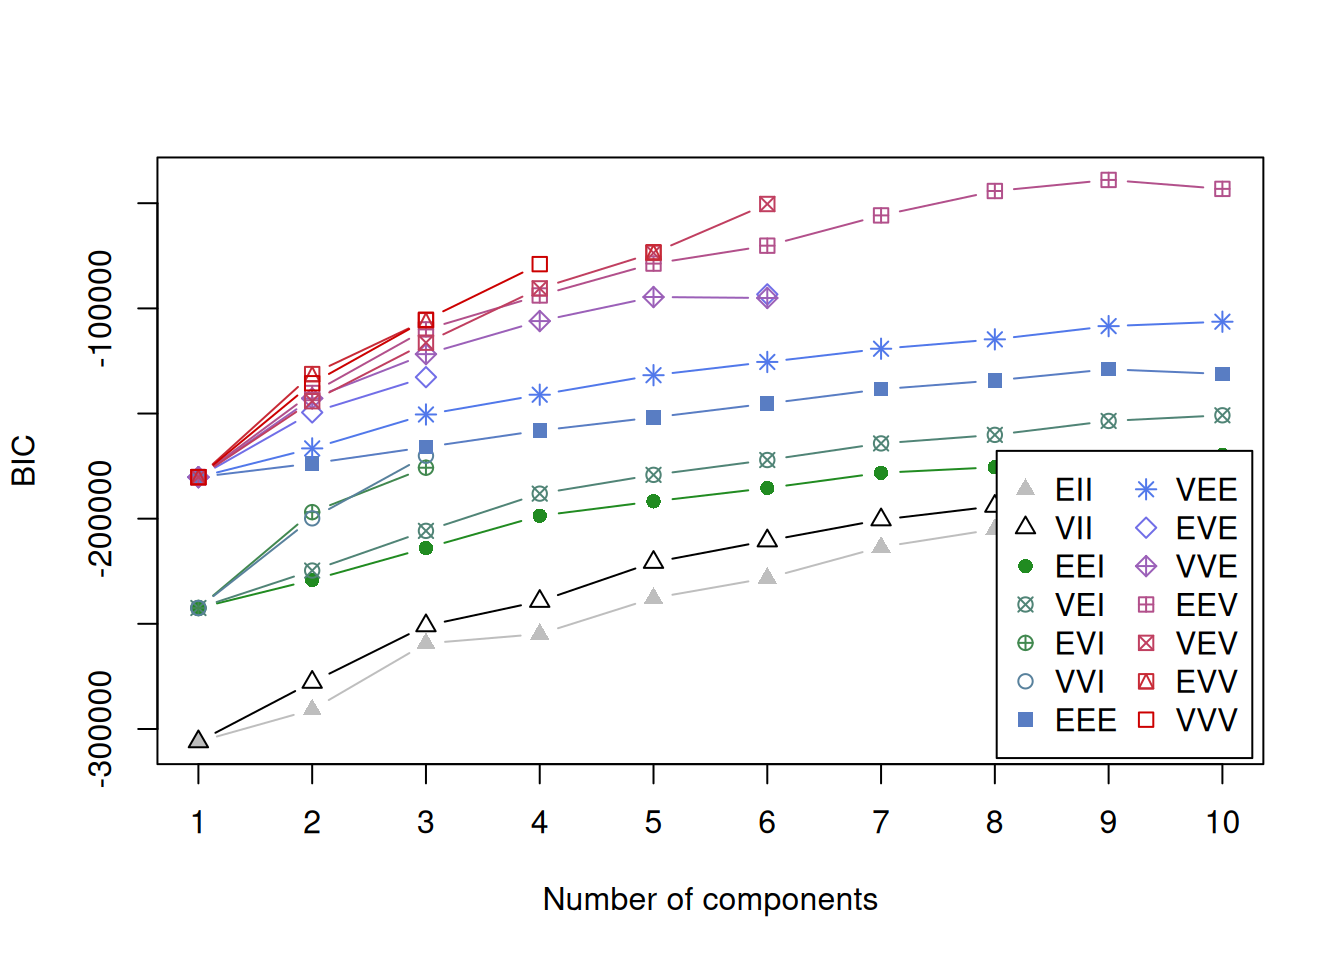 BIC
-100000
-200000
-300000
1 2 3 4 5 6 7 8 9 10
Number of components
EII VEE
VII EVE
EEI VVE
VEI EEV
EVI VEV
VVI EVV
EEE VVV